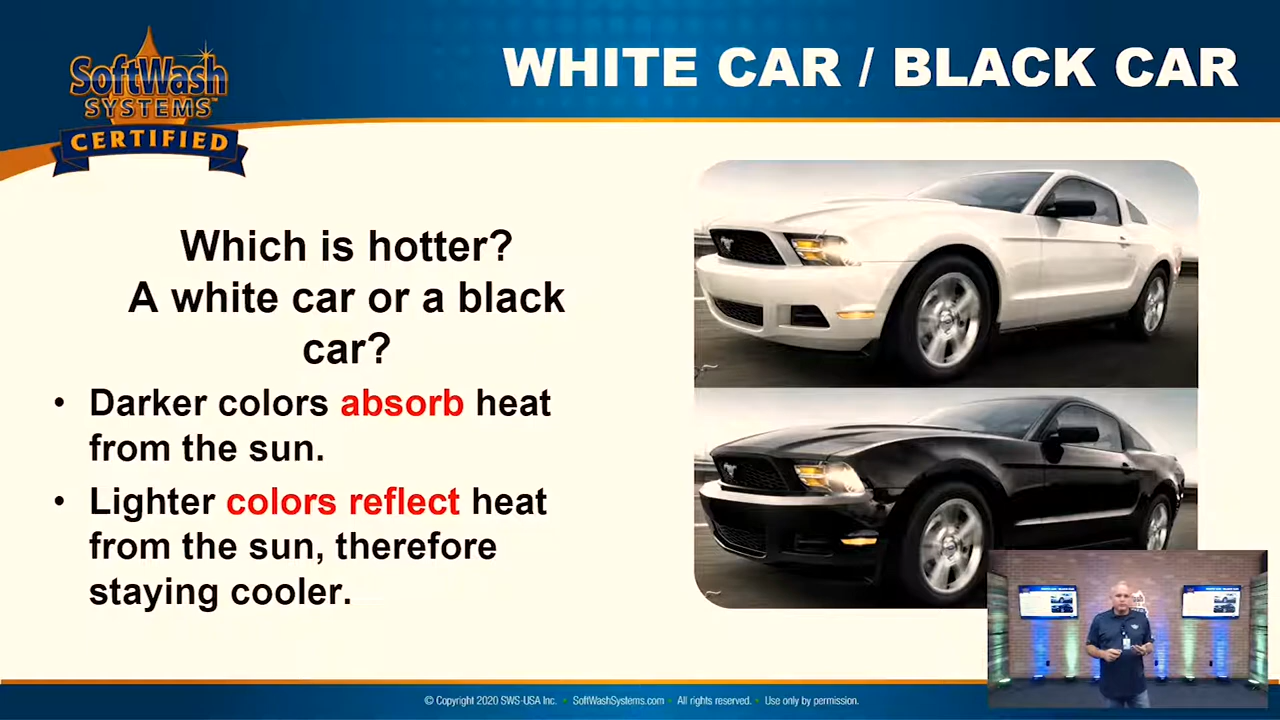 SoftWash
SYSTEMS™
CERTIFIED
WHITE CAR / BLACK CAR
Which is hotter?
A white car or a black
car?
• Darker colors absorb heat
from the sun.
• Lighter colors reflect heat
from the sun, therefore
staying cooler.
© Copyright 2020 SWS-USA Inc. • SoftWashSystems.com • All rights reserved. • Use only by permission.